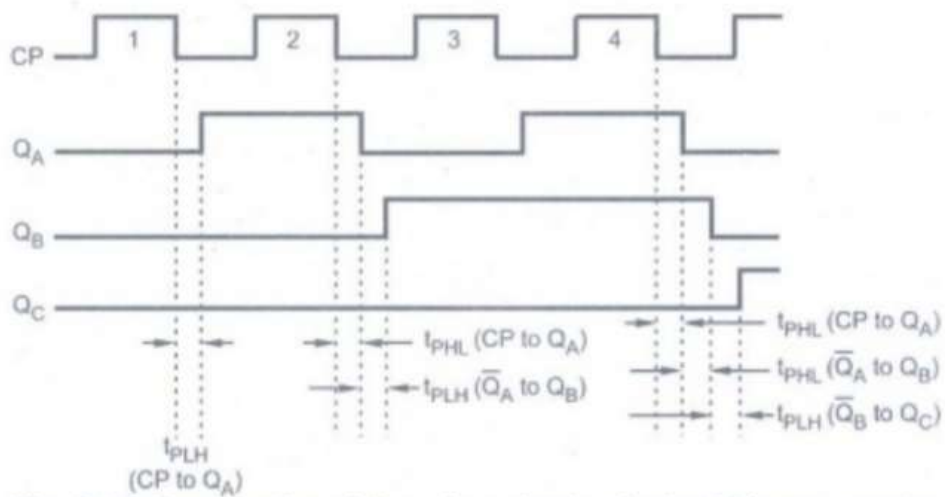 1 2 3 4
CP
Q_A
Q_B
Q_C
t_PHL (CP to Q_A)
t_PLH (Q̅_A to Q_B)
t_PHL (CP to Q_A)
t_PHL (Q̅_A to Q_B)
t_PLH (Q̅_B to Q_C)
t_PLH
(CP to Q_A)